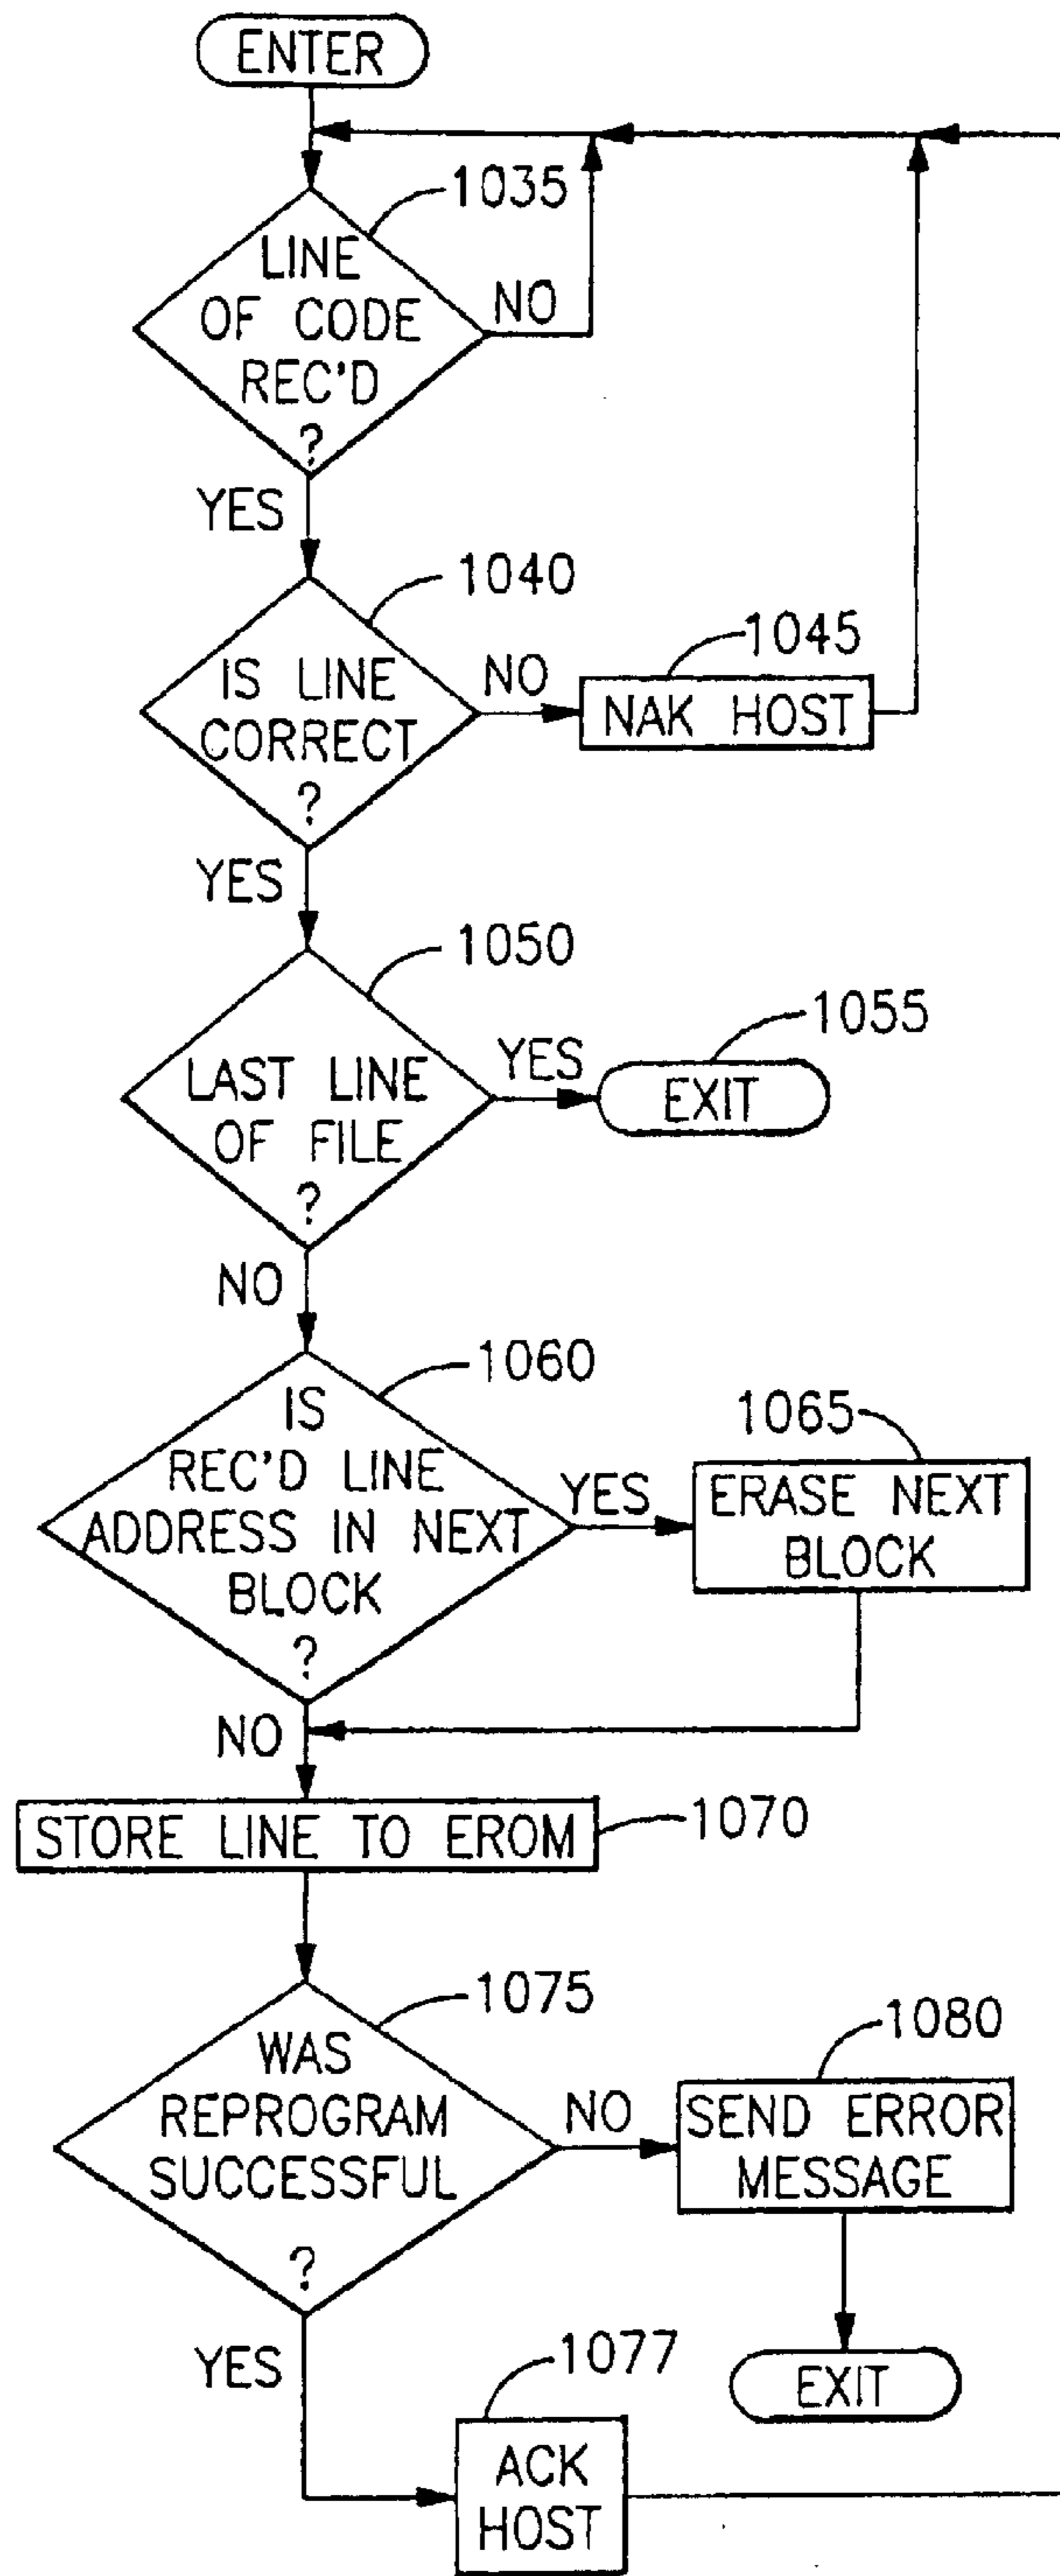 ENTER
1035
LINE
OF CODE
REC'D
?
NO
YES
1040
IS LINE
CORRECT
?
NO
1045
NAK HOST
YES
1050
LAST LINE
OF FILE
?
YES
1055
EXIT
NO
1060
IS
REC'D LINE
ADDRESS IN NEXT
BLOCK
?
YES
1065
ERASE NEXT
BLOCK
NO
STORE LINE TO EROM
1070
1075
WAS
REPROGRAM
SUCCESSFUL
?
NO
1080
SEND ERROR
MESSAGE
EXIT
YES
1077
ACK
HOST